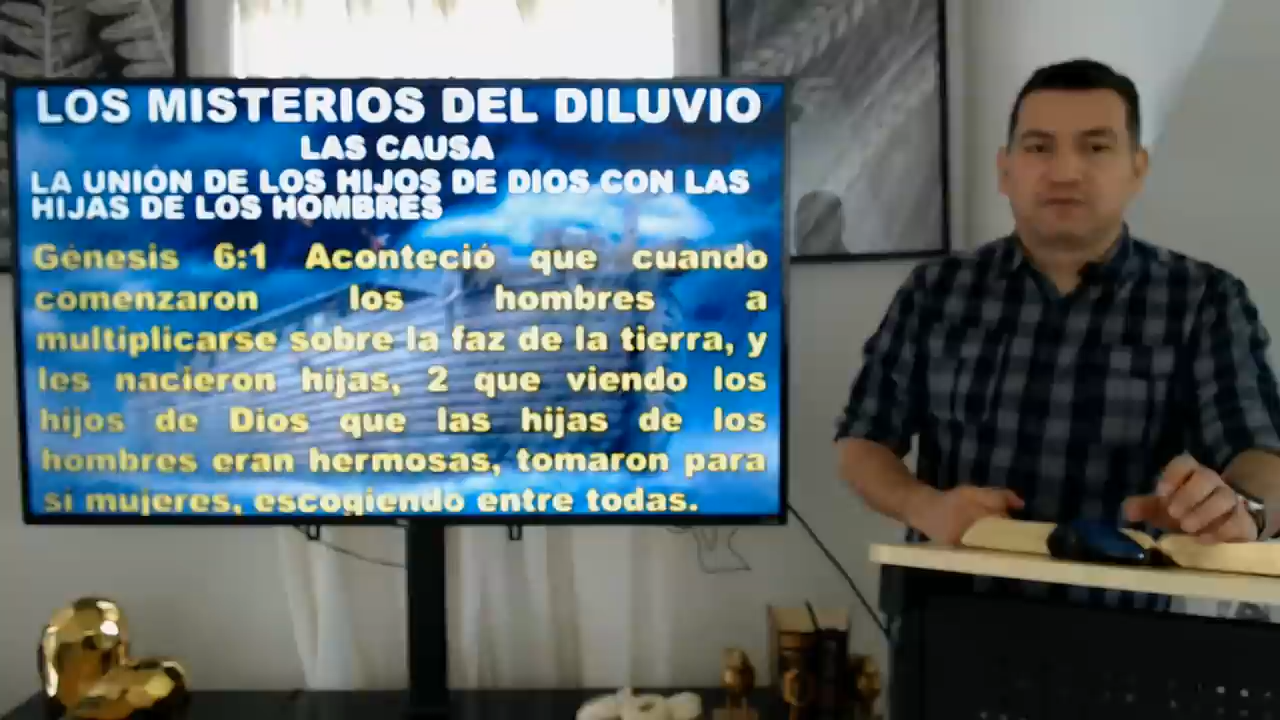 LOS MISTERIOS DEL DILUVIO
LAS CAUSA
LA UNIÓN DE LOS HIJOS DE DIOS CON LAS
HIJAS DE LOS HOMBRES
Génesis 6:1 Aconteció que cuando
comenzaron los hombres a
multiplicarse sobre la faz de la tierra, y
les nacieron hijas, 2 que viendo los
hijos de Dios que las hijas de los
hombres eran hermosas, tomaron para
sí mujeres, escogiendo entre todas.